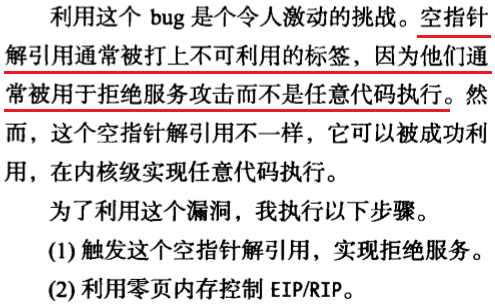 利用这个 bug 是个令人激动的挑战。空指针
解引用通常被打上不可利用的标签，因为他们通
常被用于拒绝服务攻击而不是任意代码执行。然
而，这个空指针解引用不一样，它可以被成功利
用，在内核级实现任意代码执行。
为了利用这个漏洞，我执行以下步骤。
(1) 触发这个空指针解引用，实现拒绝服务。
(2) 利用零页内存控制 EIP/RIP。